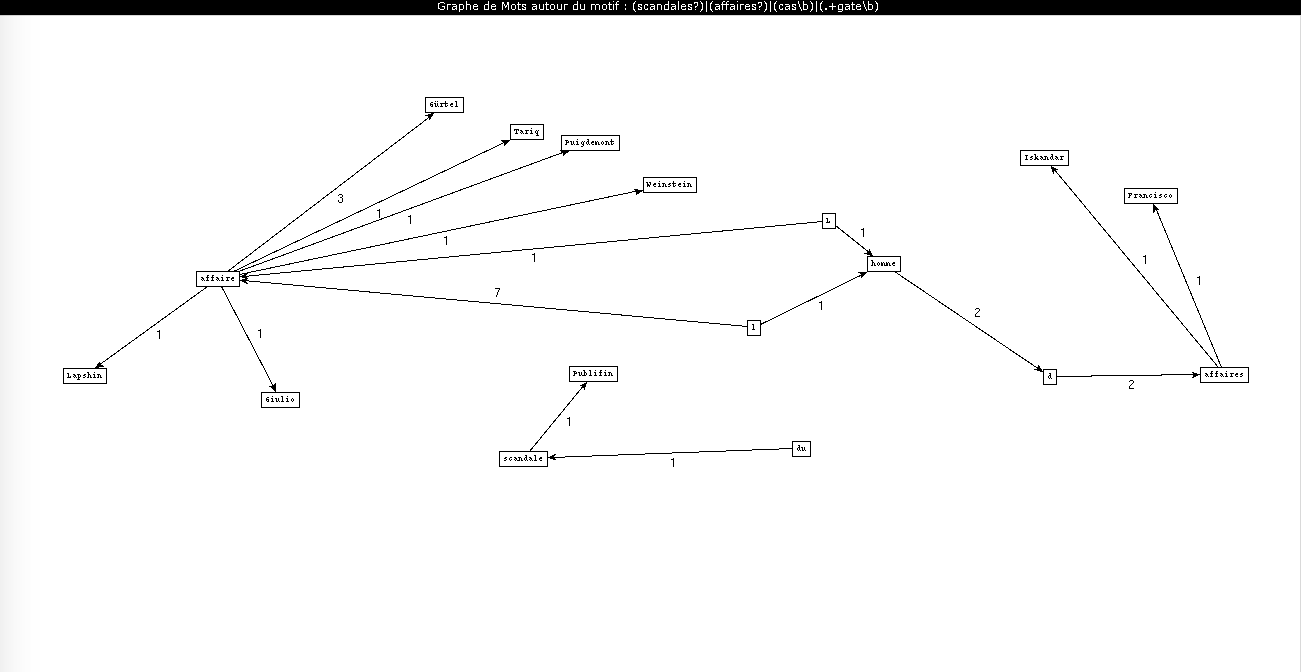 Graphe de Mots autour du motif : (scandales?)|(affaires?)|(cas\b)|(.+gate\b)
Gürtel
Tariq
Puigdemont
Iskandar
Weinstein
Francisco
3
1
1
L
1
1
1
homme
1
1
affaire
1
7
1
2
l
1
1
Lapshin
Publifin
d
affaires
2
Giulio
1
du
scandale
1